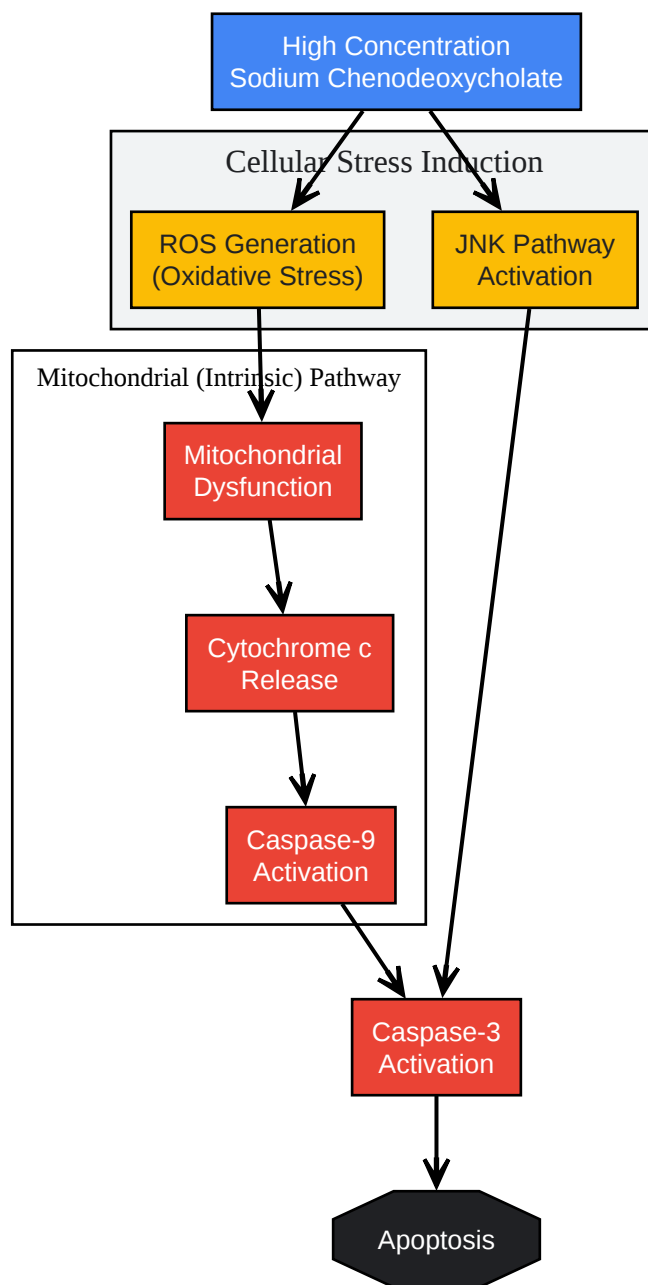 High Concentration
Sodium Chenodeoxycholate
Cellular Stress Induction
ROS Generation
(Oxidative Stress)
JNK Pathway
Activation
Mitochondrial (Intrinsic) Pathway
Mitochondrial
Dysfunction
Cytochrome c
Release
Caspase-9
Activation
Caspase-3
Activation
Apoptosis